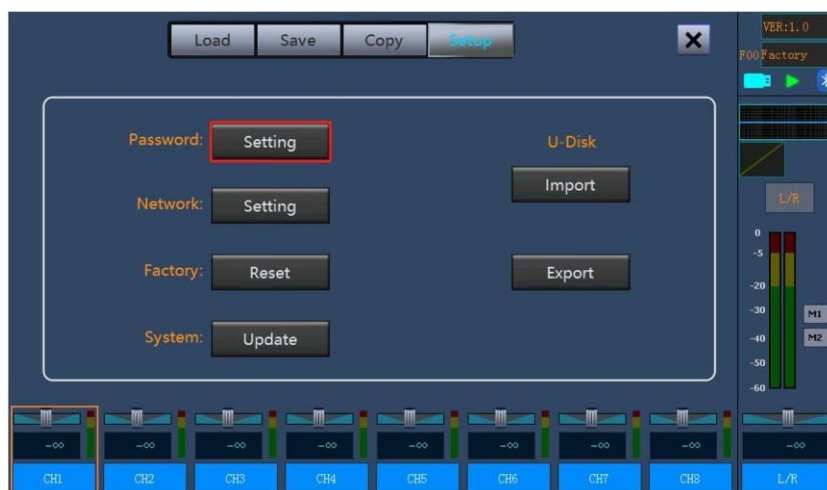 Load Save Copy Setup
VER:1.0
F00 Factory
Password: Setting
U-Disk
Import
Network: Setting
L/R
Factory: Reset
Export
System: Update
0
-5
-20
-30
M1
-40
M2
-50
-60
-∞ -∞ -∞ -∞ -∞ -∞ -∞ -∞ -∞
CH1 CH2 CH3 CH4 CH5 CH6 CH7 CH8 L/R